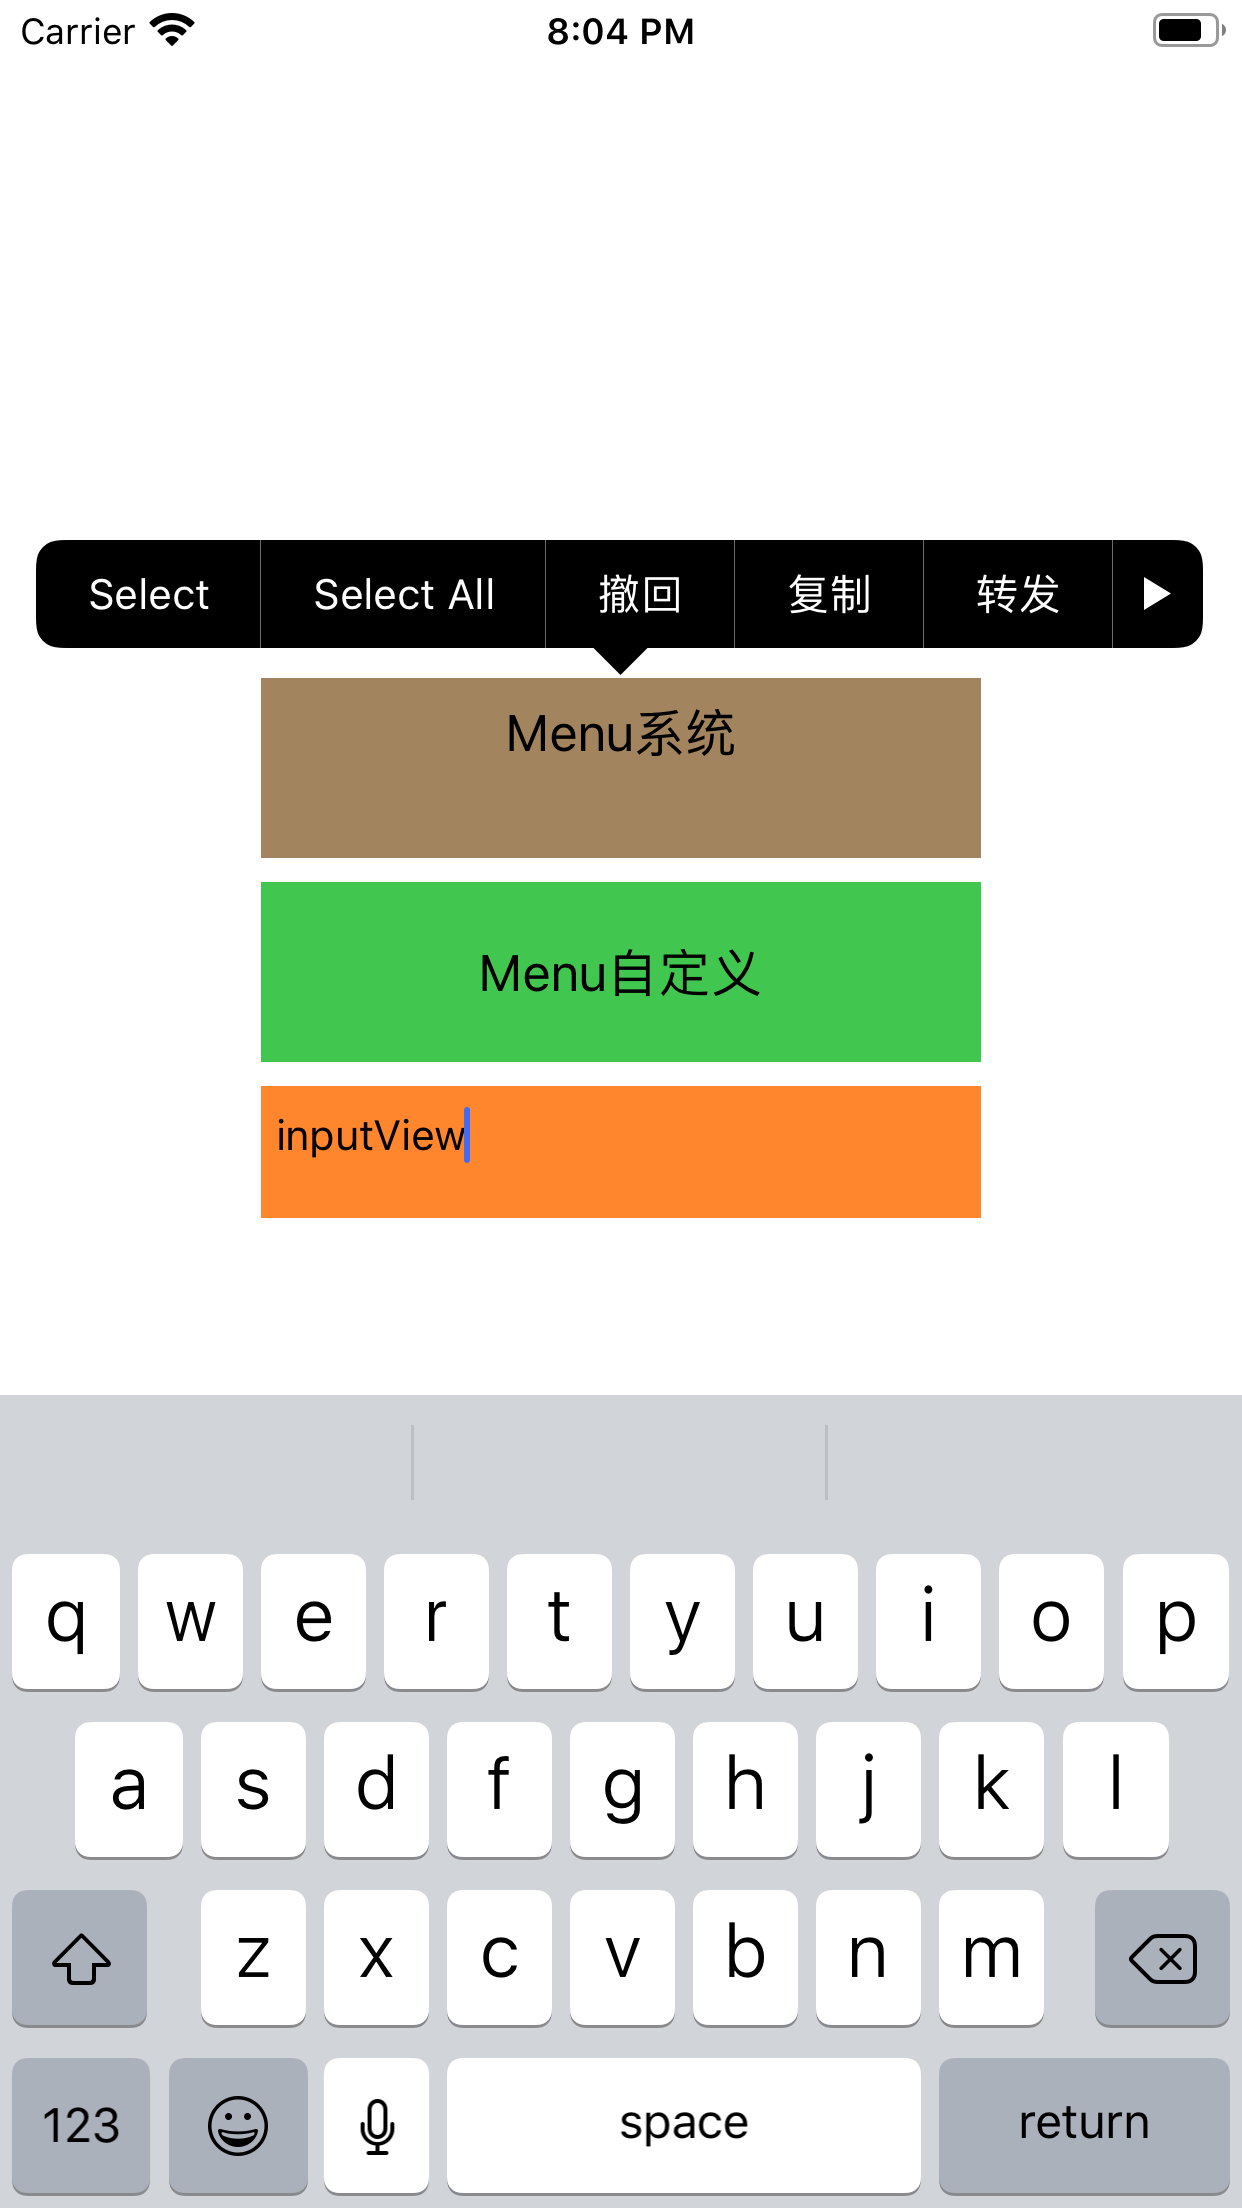 Carrier 8:04 PM
Select Select All 撤回 复制 转发
Menu系统
Menu自定义
inputView
q w e r t y u i o p
a s d f g h j k l
z x c v b n m
123 space return